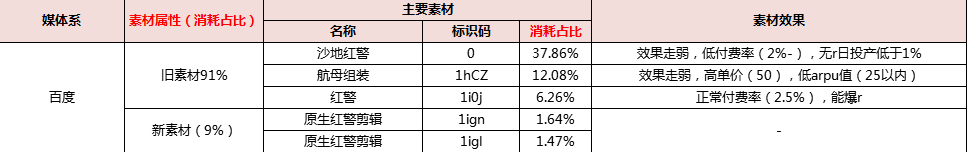 媒体系 素材属性（消耗占比） 主要素材 素材效果
名称 标识码 消耗占比
百度 旧素材91% 沙地红警 0 37.86% 效果走弱，低付费率（2%-），无r日投产低于1%
航母组装 1hCZ 12.08% 效果走弱，高单价（50），低arpu值（25以内）
红警 1i0j 6.26% 正常付费率（2.5%），能爆r
新素材（9%） 原生红警剪辑 1ign 1.64% -
原生红警剪辑 1igl 1.47%